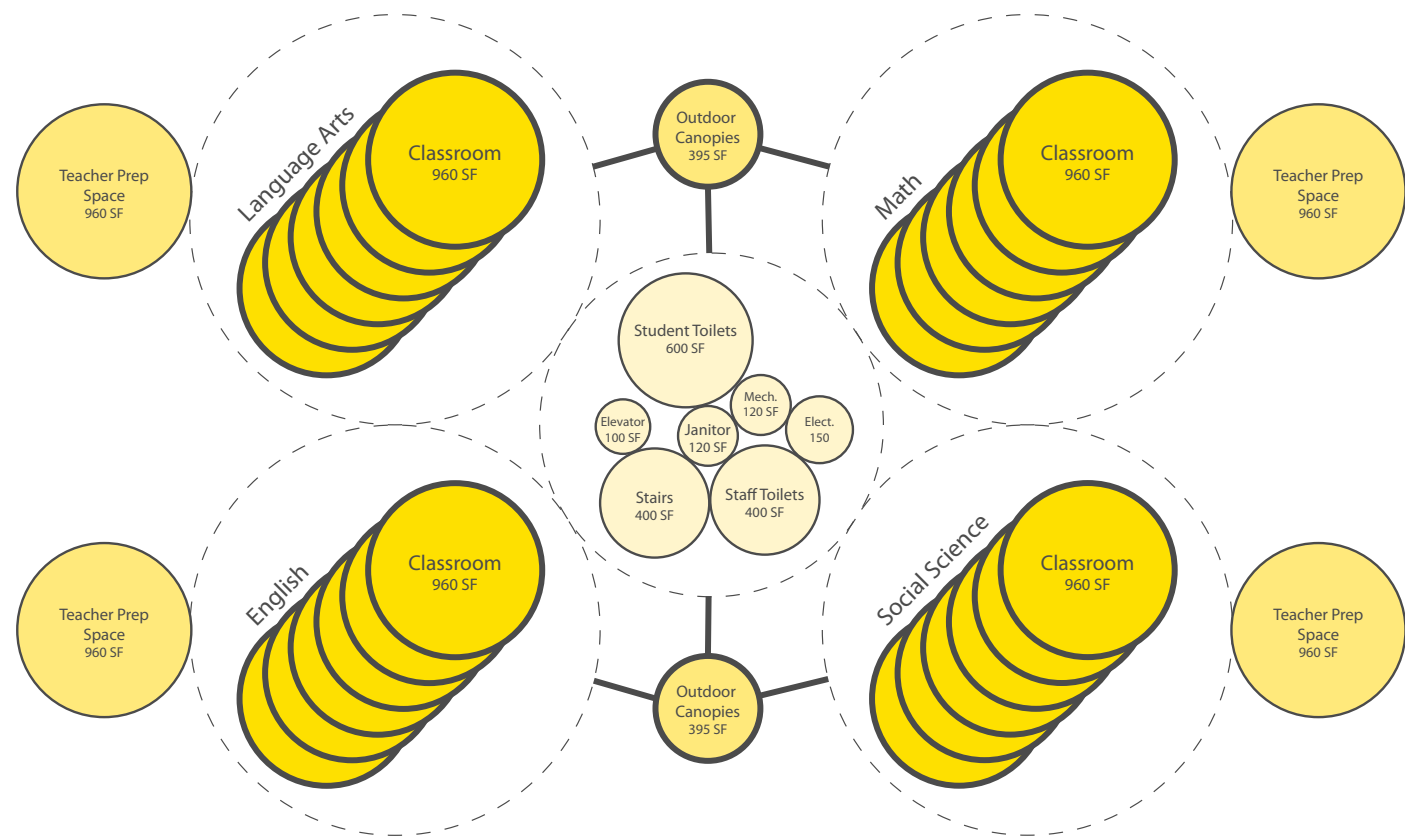 Language Arts
Classroom
960 SF
Teacher Prep
Space
960 SF
Outdoor
Canopies
395 SF
Math
Classroom
960 SF
Teacher Prep
Space
960 SF
Student Toilets
600 SF
Mech.
120 SF
Elevator
100 SF
Janitor
120 SF
Elect.
150
Stairs
400 SF
Staff Toilets
400 SF
English
Classroom
960 SF
Teacher Prep
Space
960 SF
Outdoor
Canopies
395 SF
Social Science
Classroom
960 SF
Teacher Prep
Space
960 SF